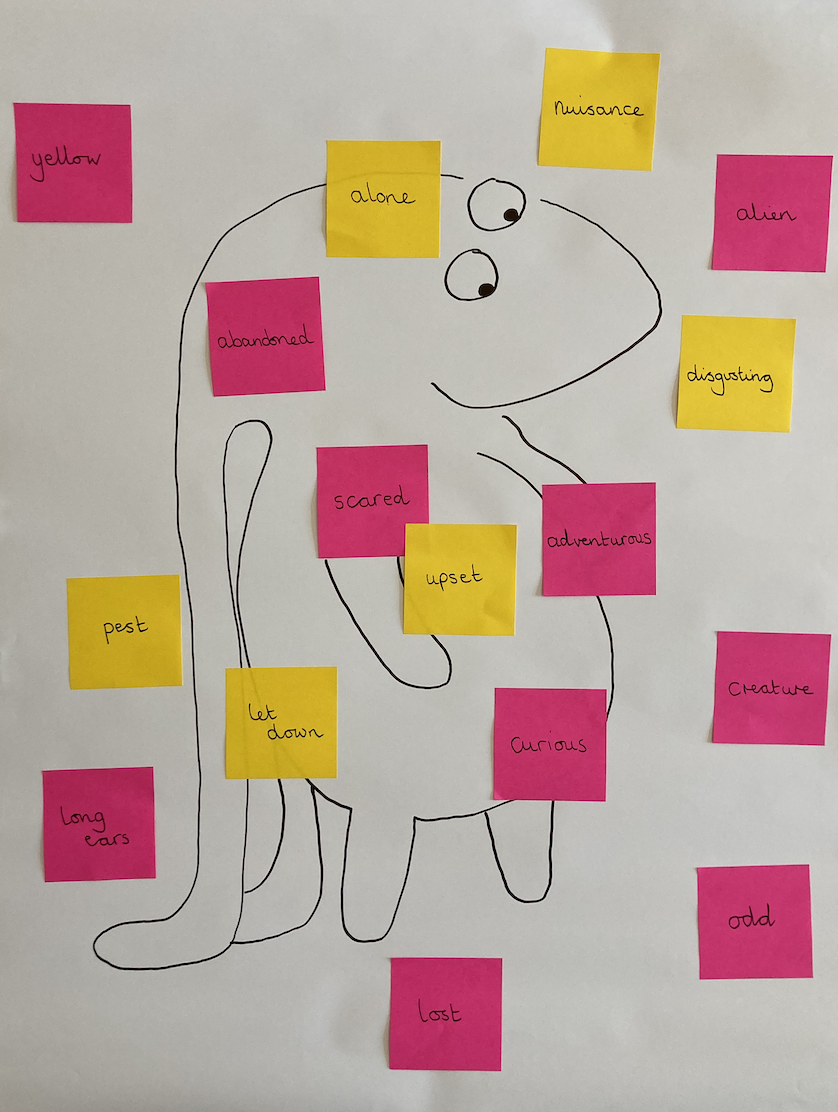 nuisance
yellow
alone
alien
abandoned
disgusting
scared
adventurous
upset
pest
creature
let
down
curious
long
ears
odd
lost